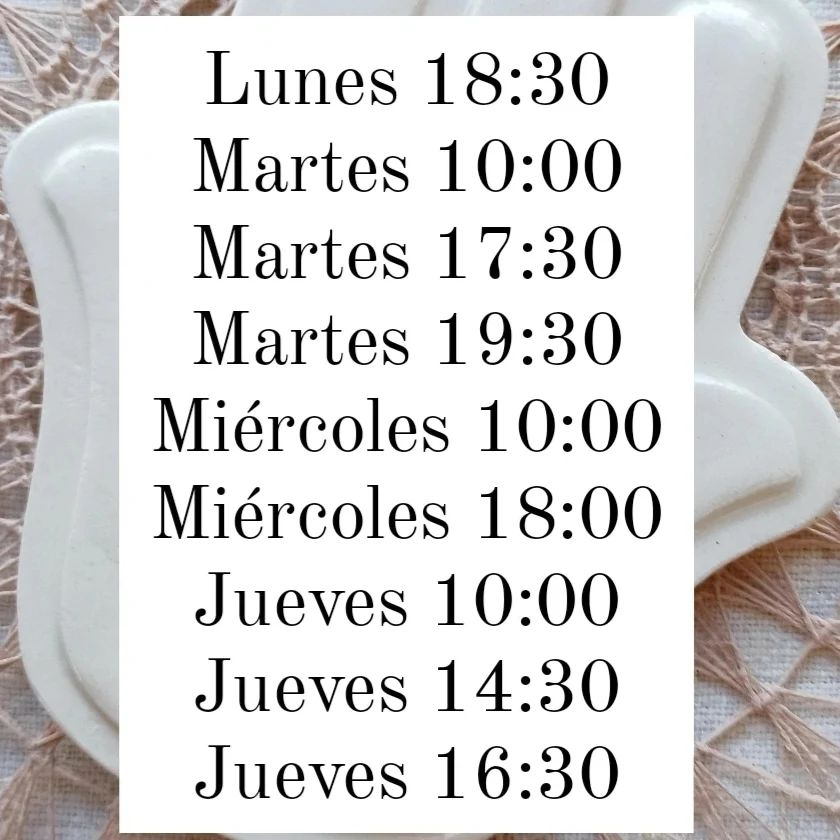 Lunes 18:30
Martes 10:00
Martes 17:30
Martes 19:30
Miércoles 10:00
Miércoles 18:00
Jueves 10:00
Jueves 14:30
Jueves 16:30